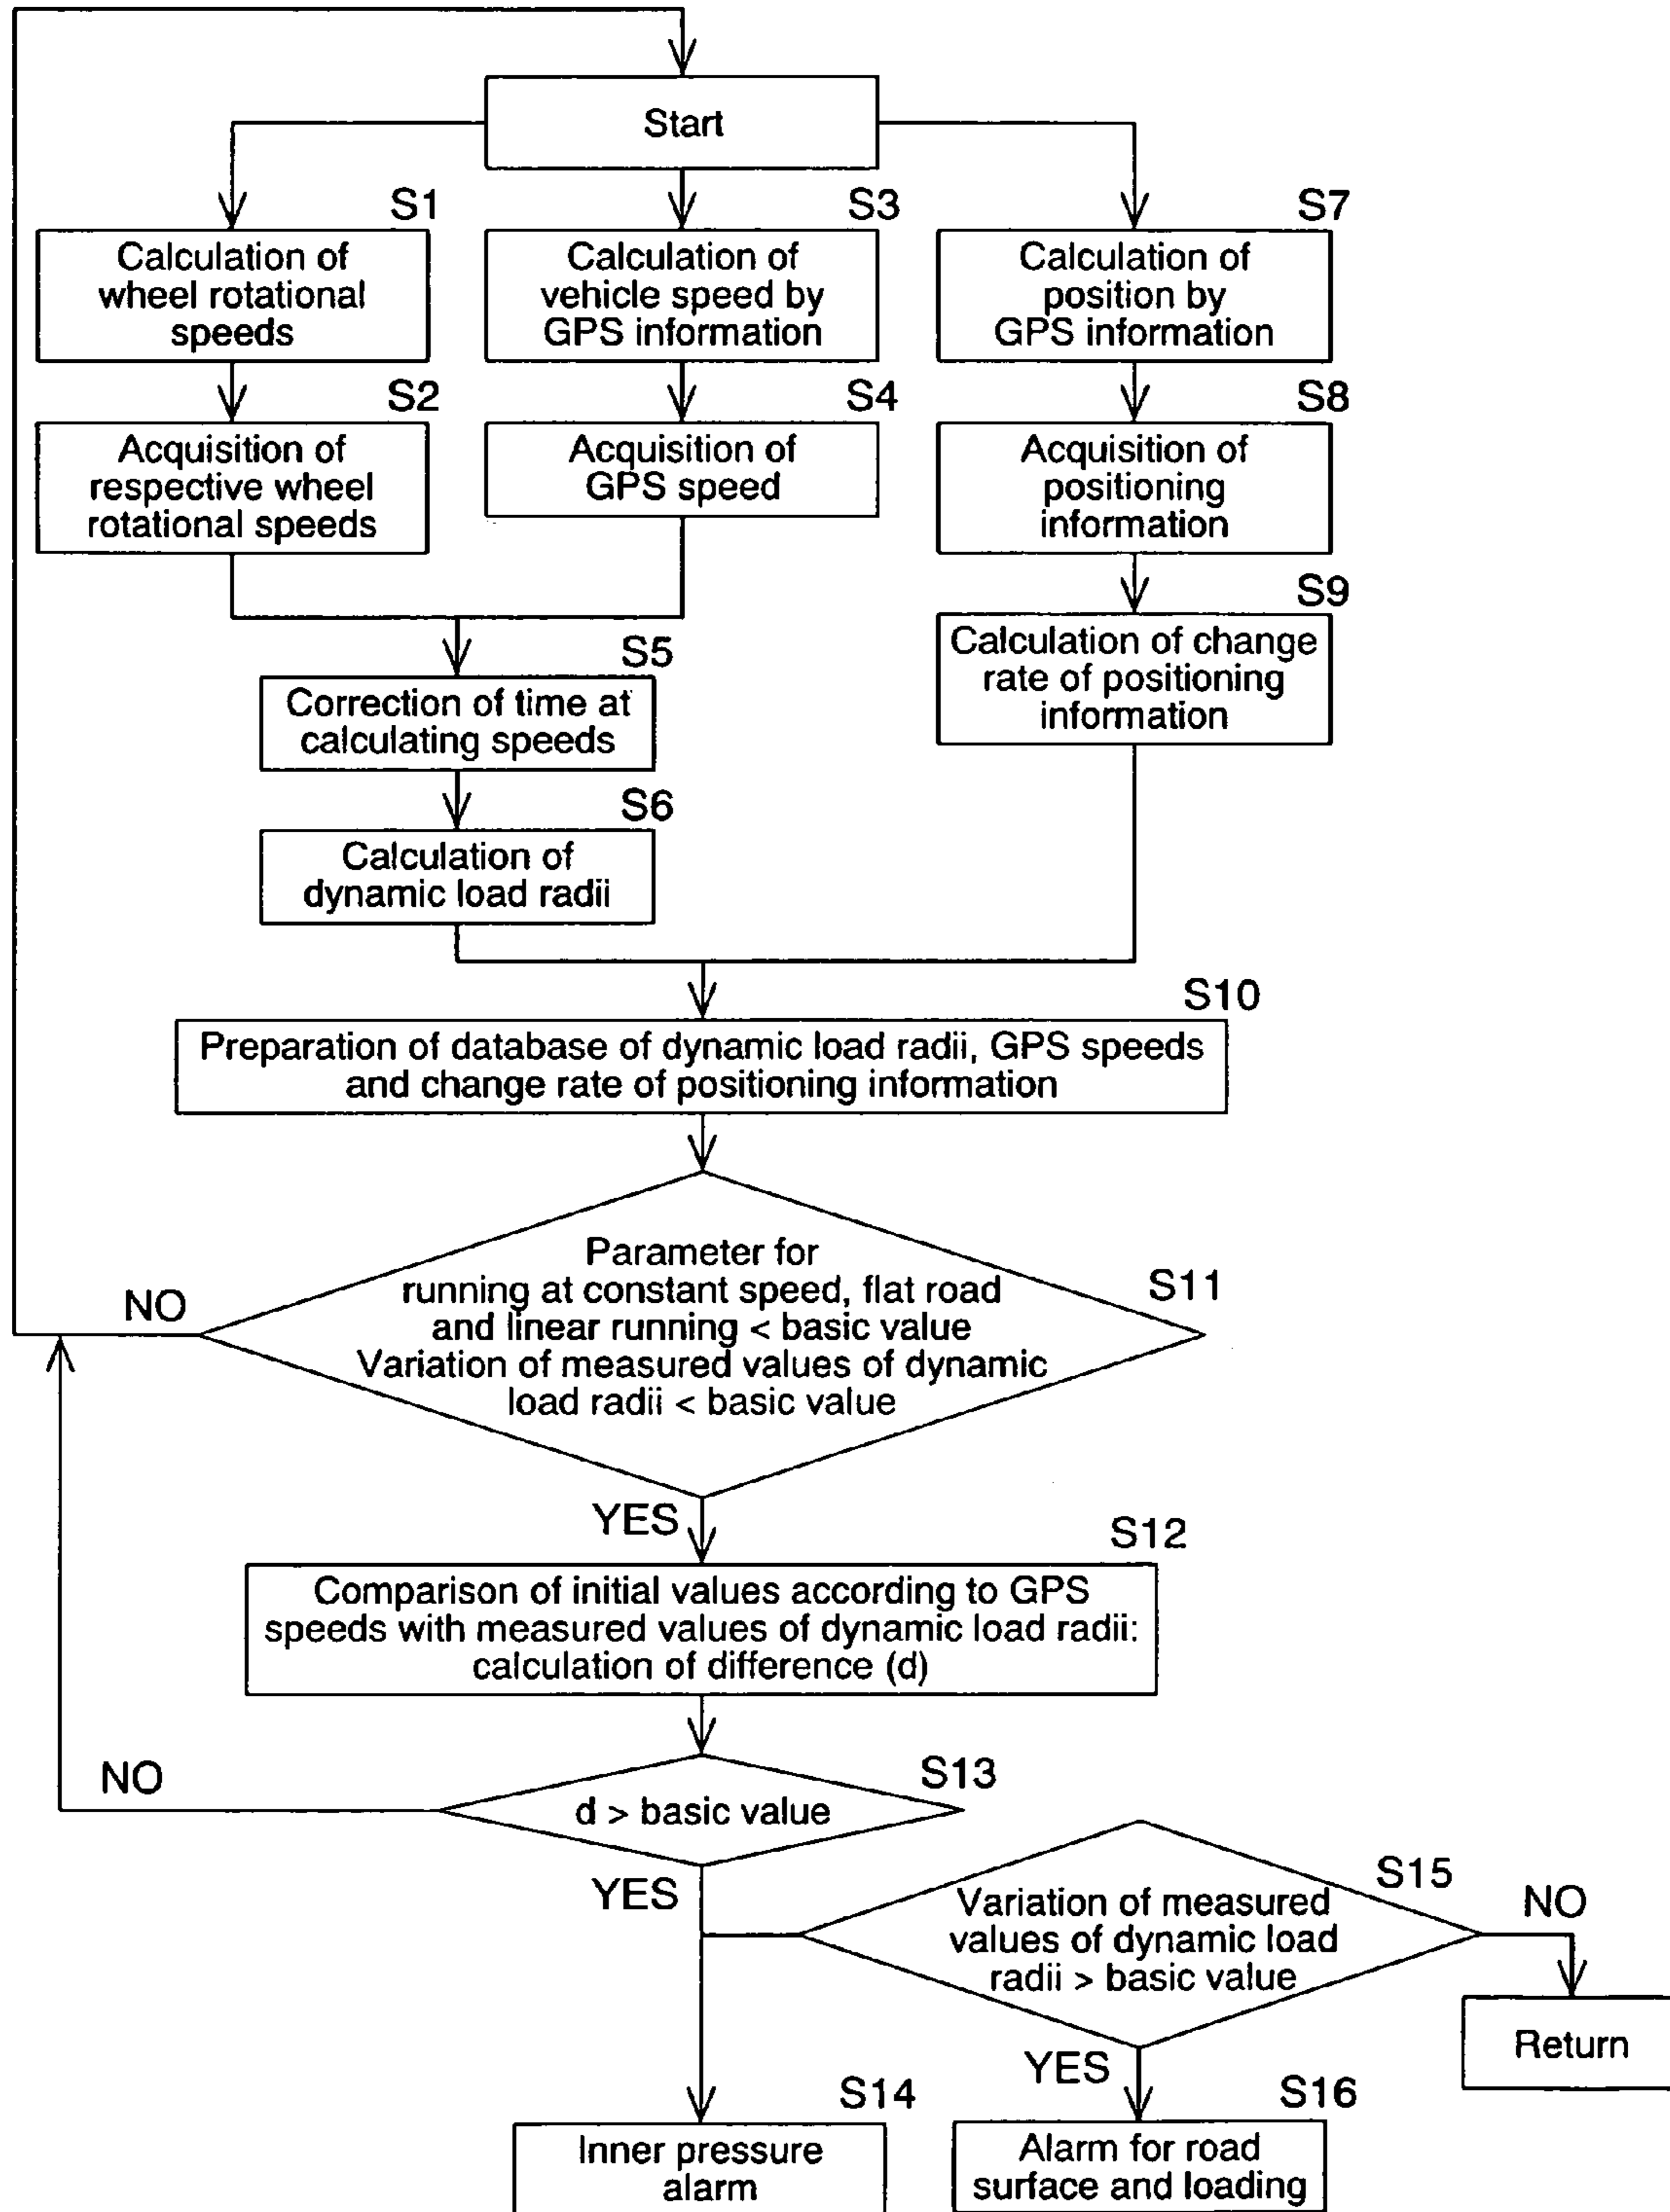 Start
S1
Calculation of
wheel rotational
speeds
S3
Calculation of
vehicle speed by
GPS information
S7
Calculation of
position by
GPS information
S2
Acquisition of
respective wheel
rotational speeds
S4
Acquisition of
GPS speed
S8
Acquisition of
positioning
information
S9
Calculation of change
rate of positioning
information
S5
Correction of time at
calculating speeds
S6
Calculation of
dynamic load radii
S10
Preparation of database of dynamic load radii, GPS speeds
and change rate of positioning information
S11
Parameter for
running at constant speed, flat road
and linear running < basic value
Variation of measured values of dynamic
load radii < basic value
NO
YES
S12
Comparison of initial values according to GPS
speeds with measured values of dynamic load radii:
calculation of difference (d)
S13
d > basic value
NO
YES
S15
Variation of measured
values of dynamic load
radii > basic value
NO
Return
YES
S14
Inner pressure
alarm
S16
Alarm for road
surface and loading